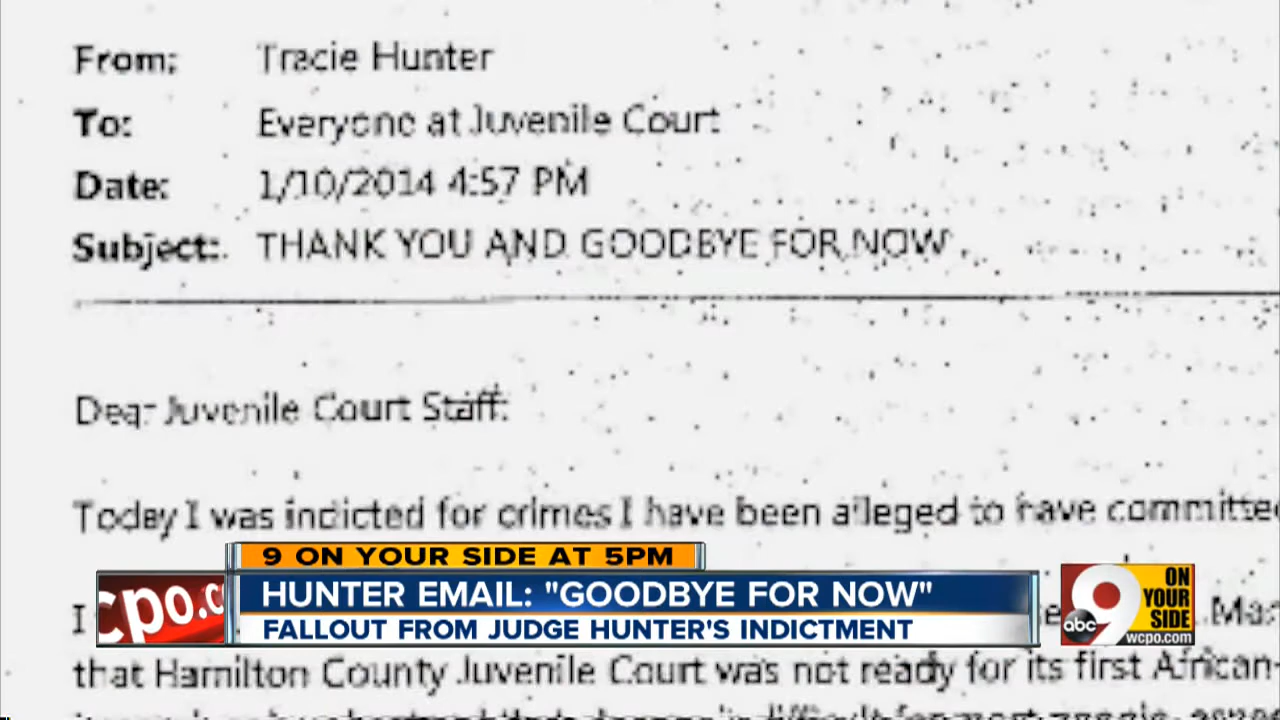 From: Tracie Hunter
To: Everyone at Juvenile Court
Date: 1/10/2014 4:57 PM
Subject: THANK YOU AND GOODBYE FOR NOW
Dear Juvenile Court Staff:
Today I was indicted for crimes I have been alleged to have committed
9 ON YOUR SIDE AT 5PM
cpo.c
HUNTER EMAIL: "GOODBYE FOR NOW"
FALLOUT FROM JUDGE HUNTER'S INDICTMENT
abc 9 ON YOUR SIDE
wcpo.com
I
that Hamilton County Juvenile Court was not ready for its first African-